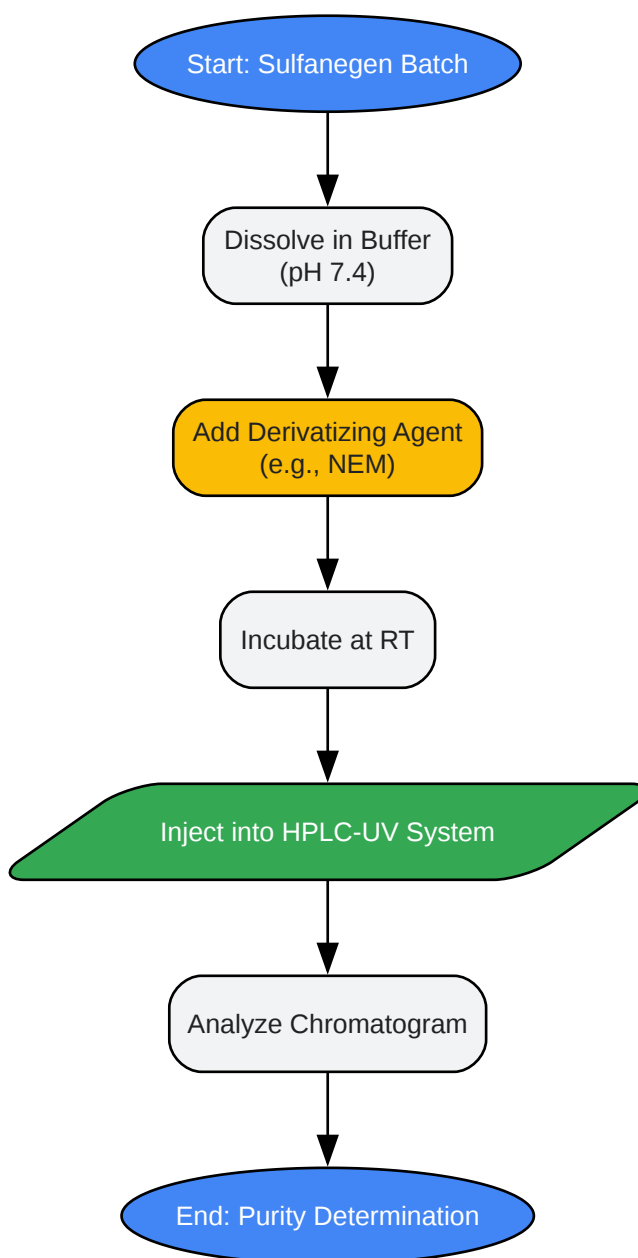 Start: Sulfanegen Batch
Dissolve in Buffer
(pH 7.4)
Add Derivatizing Agent
(e.g., NEM)
Incubate at RT
Inject into HPLC-UV System
Analyze Chromatogram
End: Purity Determination